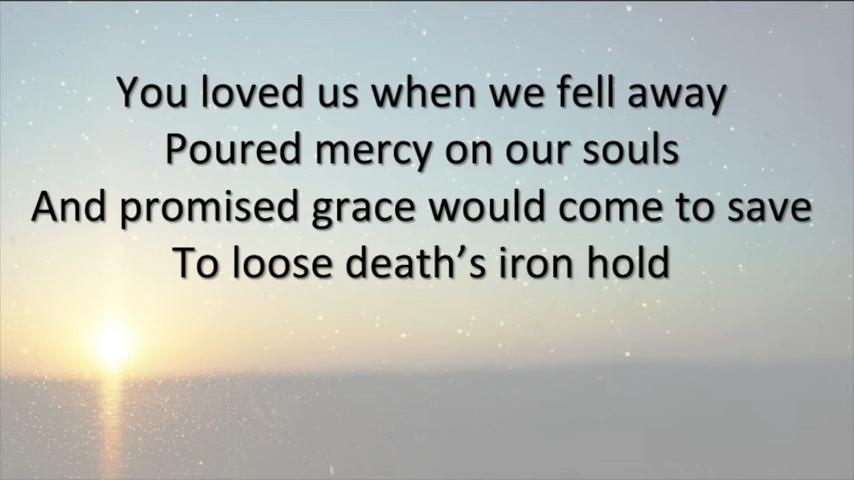 You loved us when we fell away
Poured mercy on our souls
And promised grace would come to save
To loose death’s iron hold